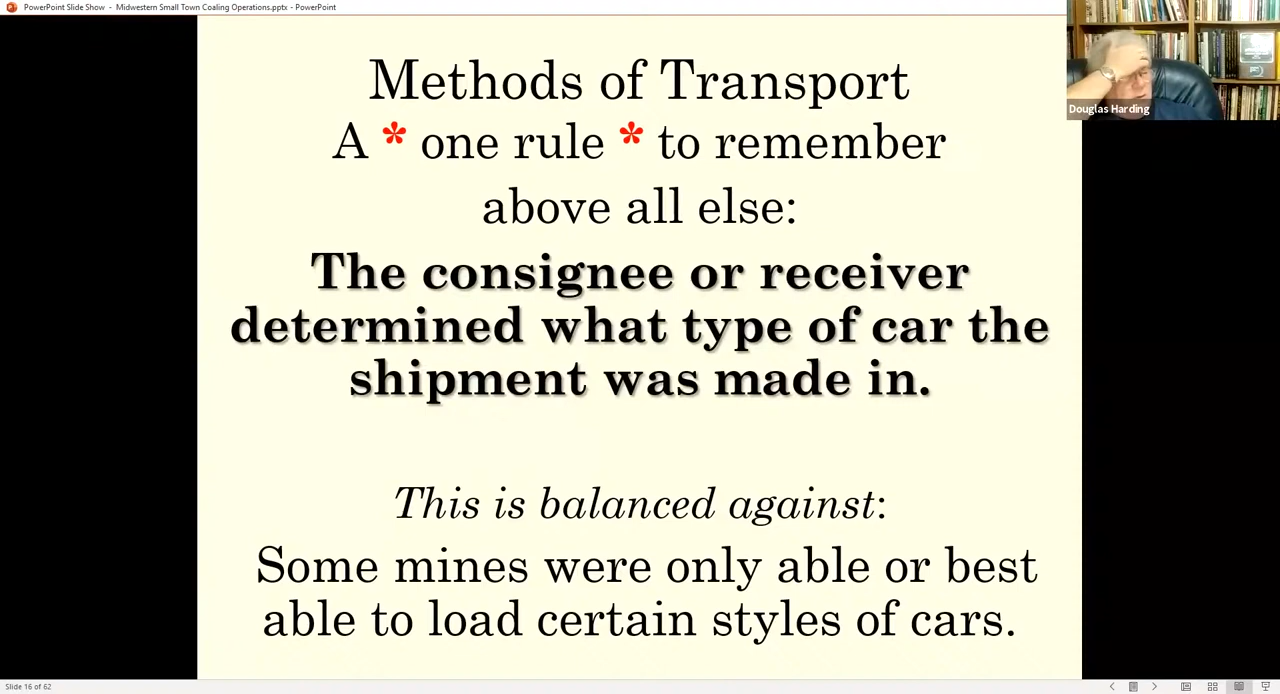 PowerPoint Slide Show - Midwestern Small Town Coaling Operations.pptx - PowerPoint
Methods of Transport
A * one rule * to remember
above all else:
The consignee or receiver
determined what type of car the
shipment was made in.
This is balanced against:
Some mines were only able or best
able to load certain styles of cars.
Douglas Harding
Slide 16 of 62